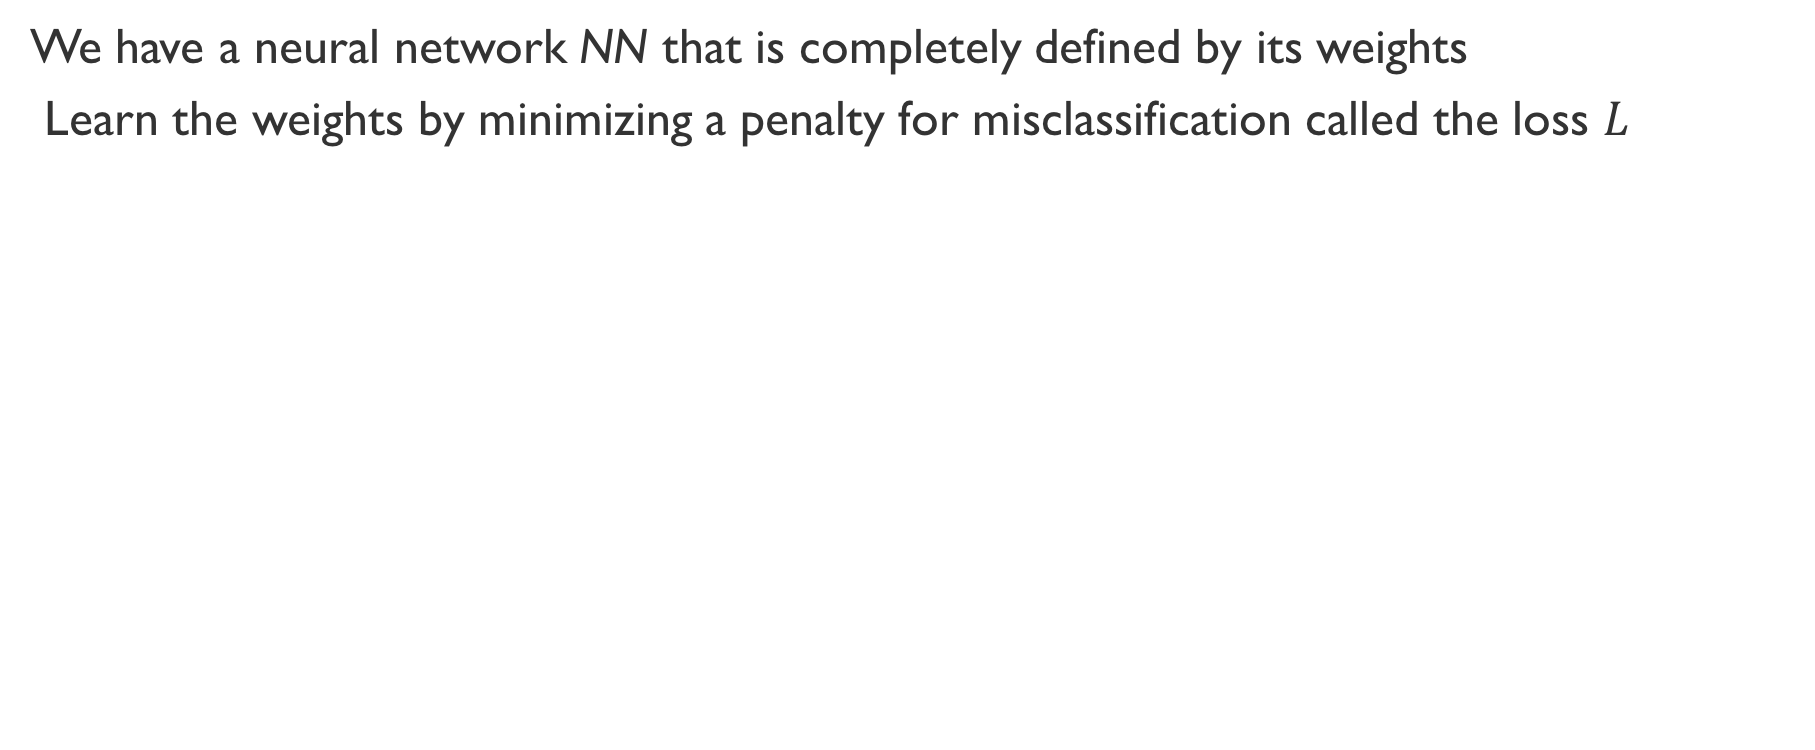 We have a neural network NN that is completely defined by its weights
Learn the weights by minimizing a penalty for misclassification called the loss L